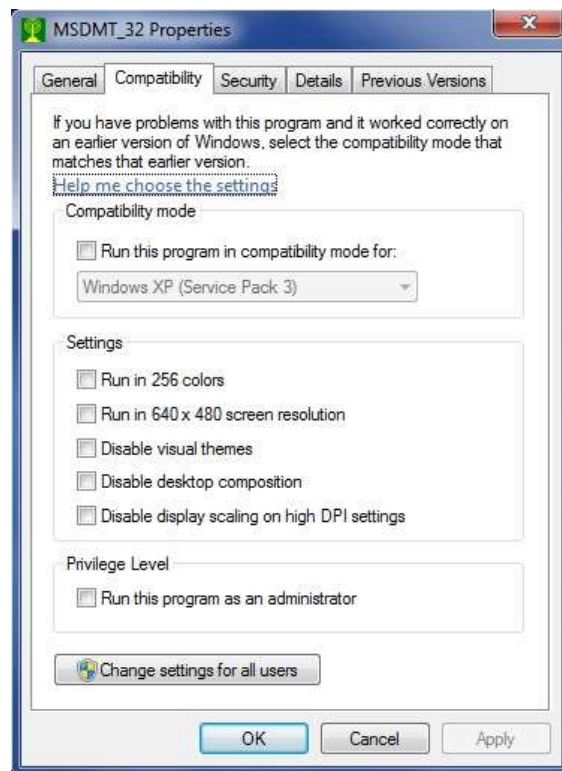 MSDMT_32 Properties
General
Compatibility
Security
Details
Previous Versions
If you have problems with this program and it worked correctly on
an earlier version of Windows, select the compatibility mode that
matches that earlier version.
Help me choose the settings
Compatibility mode
Run this program in compatibility mode for:
Windows XP (Service Pack 3)
Settings
Run in 256 colors
Run in 640 x 480 screen resolution
Disable visual themes
Disable desktop composition
Disable display scaling on high DPI settings
Privilege Level
Run this program as an administrator
Change settings for all users
OK
Cancel
Apply